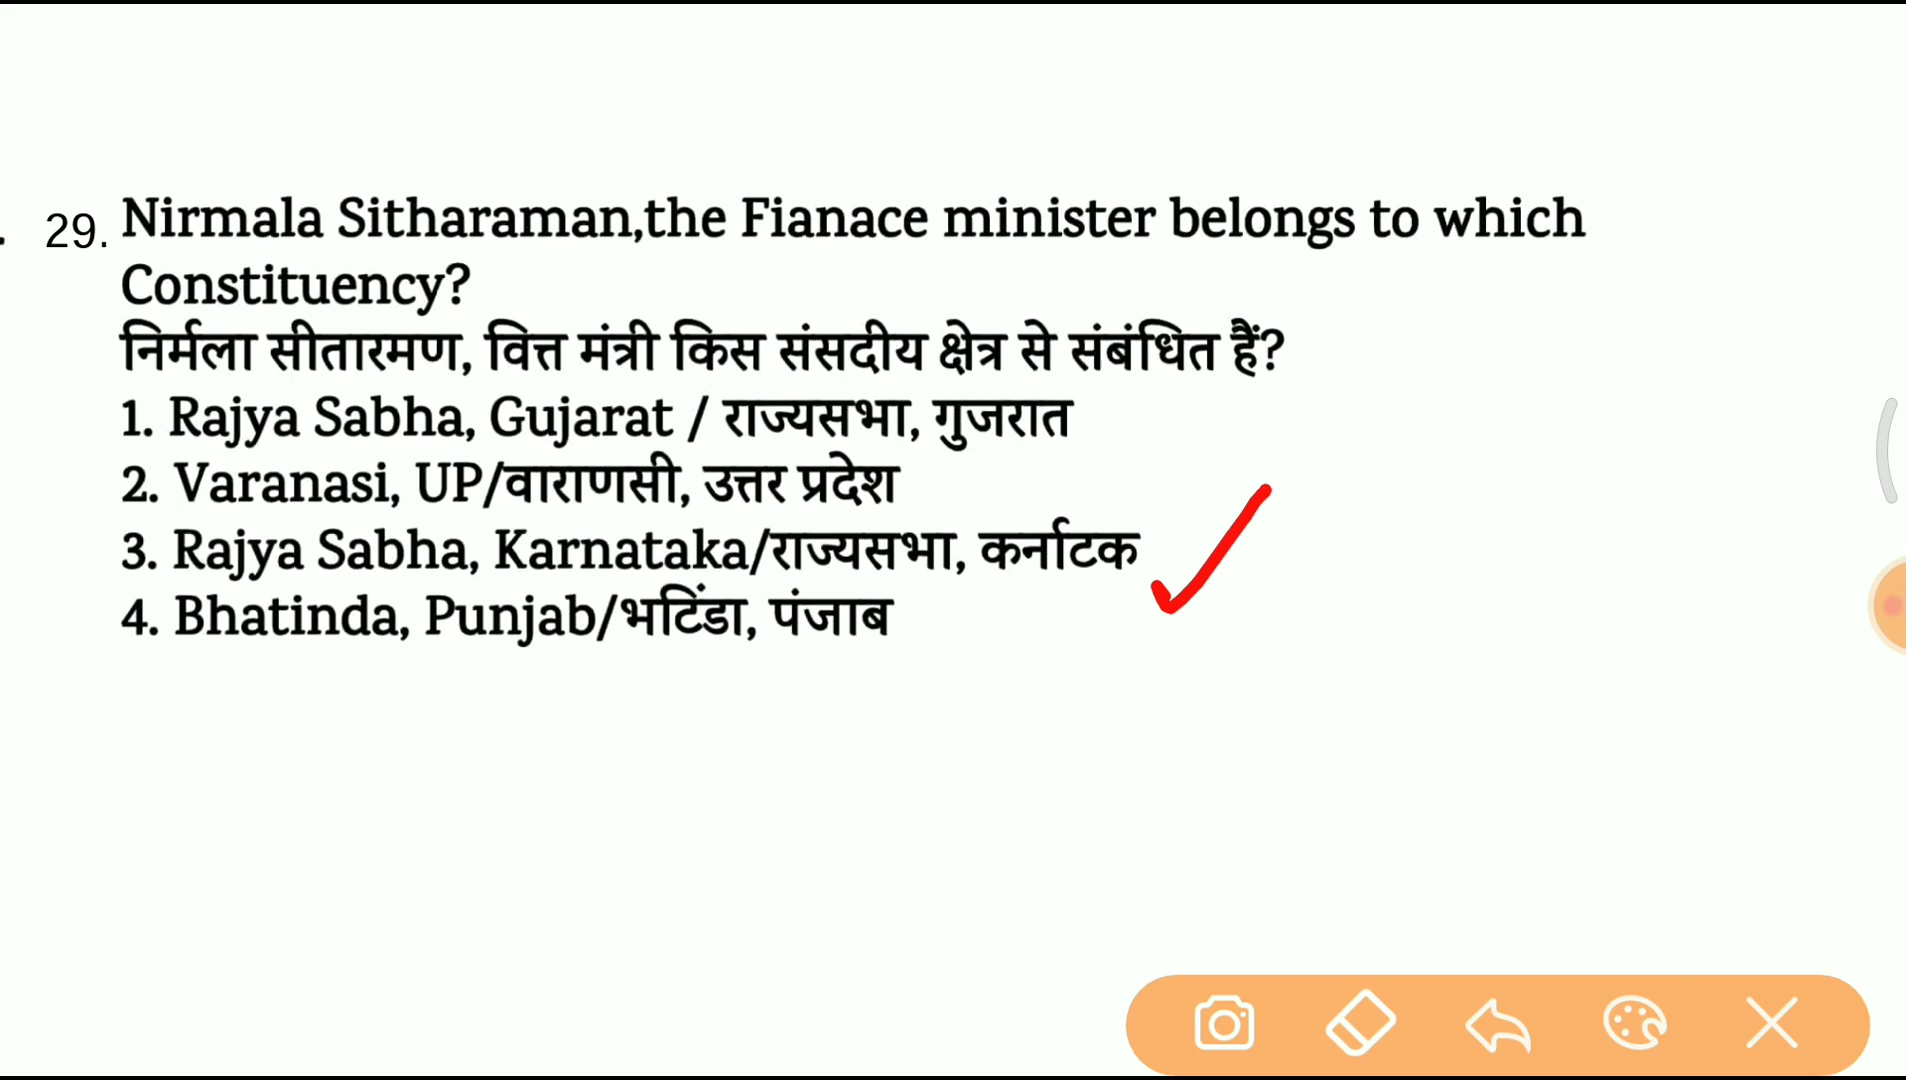 29. Nirmala Sitharaman,the Fianace minister belongs to which
Constituency?
निर्मला सीतारमण, वित्त मंत्री किस संसदीय क्षेत्र से संबंधित हैं?
1. Rajya Sabha, Gujarat / राज्यसभा, गुजरात
2. Varanasi, UP/वाराणसी, उत्तर प्रदेश
3. Rajya Sabha, Karnataka/राज्यसभा, कर्नाटक
4. Bhatinda, Punjab/भटिंडा, पंजाब